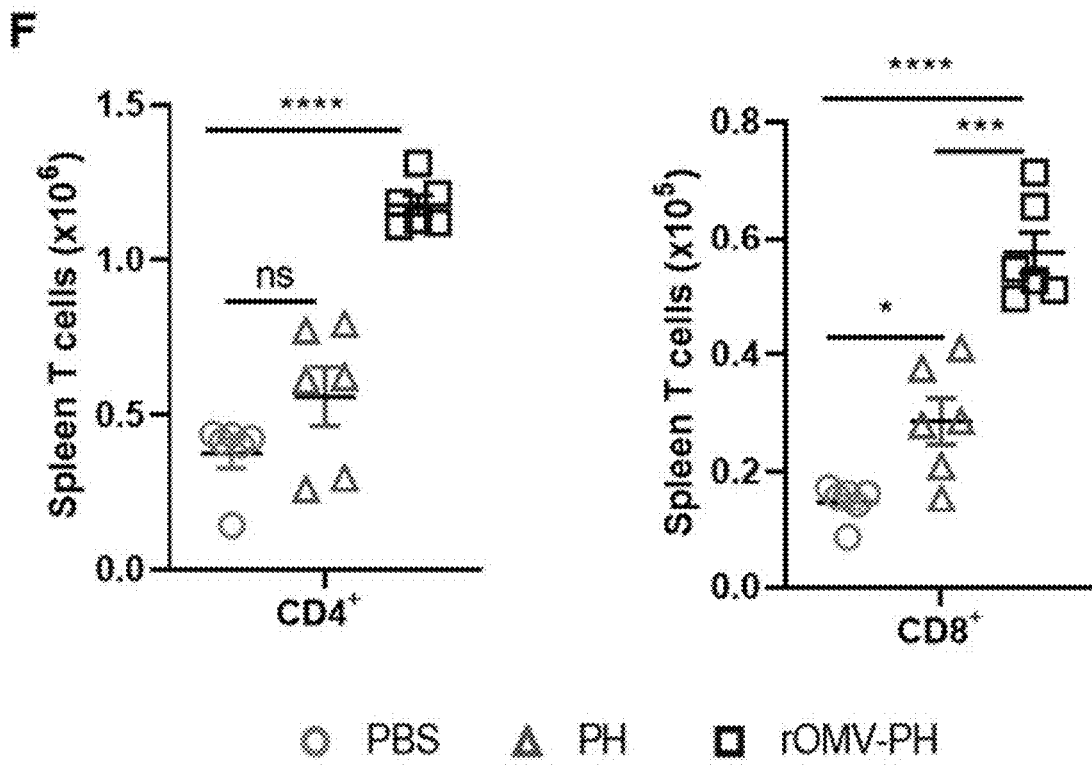 F
****
1.5
1.0
0.5
0.0
ns
Spleen T cells (x10⁶)
CD4⁺
****
***
*
0.8
0.6
0.4
0.2
0.0
Spleen T cells (x10⁵)
CD8⁺
PBS PH rOMV-PH